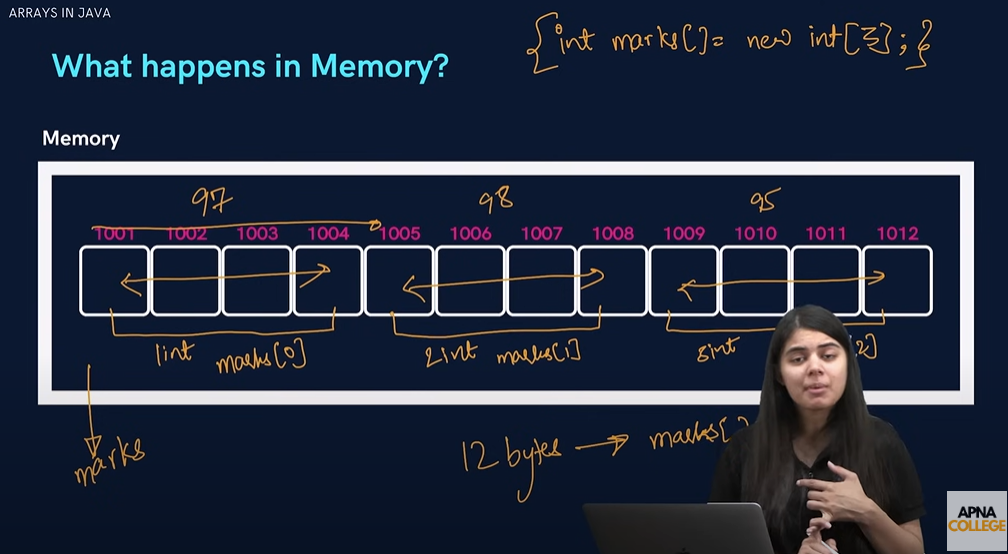 ARRAYS IN JAVA
{int marks[]= new int[3];}
What happens in Memory?
Memory
97 98 95
1001 1002 1003 1004 1005 1006 1007 1008 1009 1010 1011 1012
1int marks[0] 2int marks[1] 3int 2]
marks
12 bytes → marks[]
APNA
COLLEGE